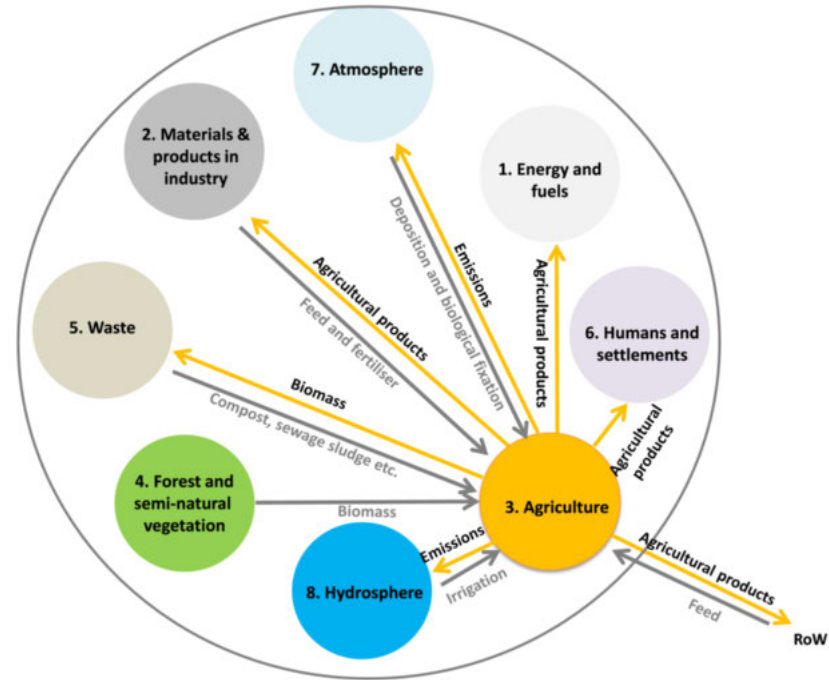 7. Atmosphere
2. Materials &
products in
industry
1. Energy and
fuels
Deposition and biological fixation
Emissions
Agricultural products
Feed and fertiliser
Agricultural products
6. Humans and
settlements
5. Waste
Biomass
Compost, sewage sludge etc.
Agricultural
products
4. Forest and
semi-natural
vegetation
Biomass
3. Agriculture
Emissions
Irrigation
8. Hydrosphere
Agricultural products
Feed
RoW